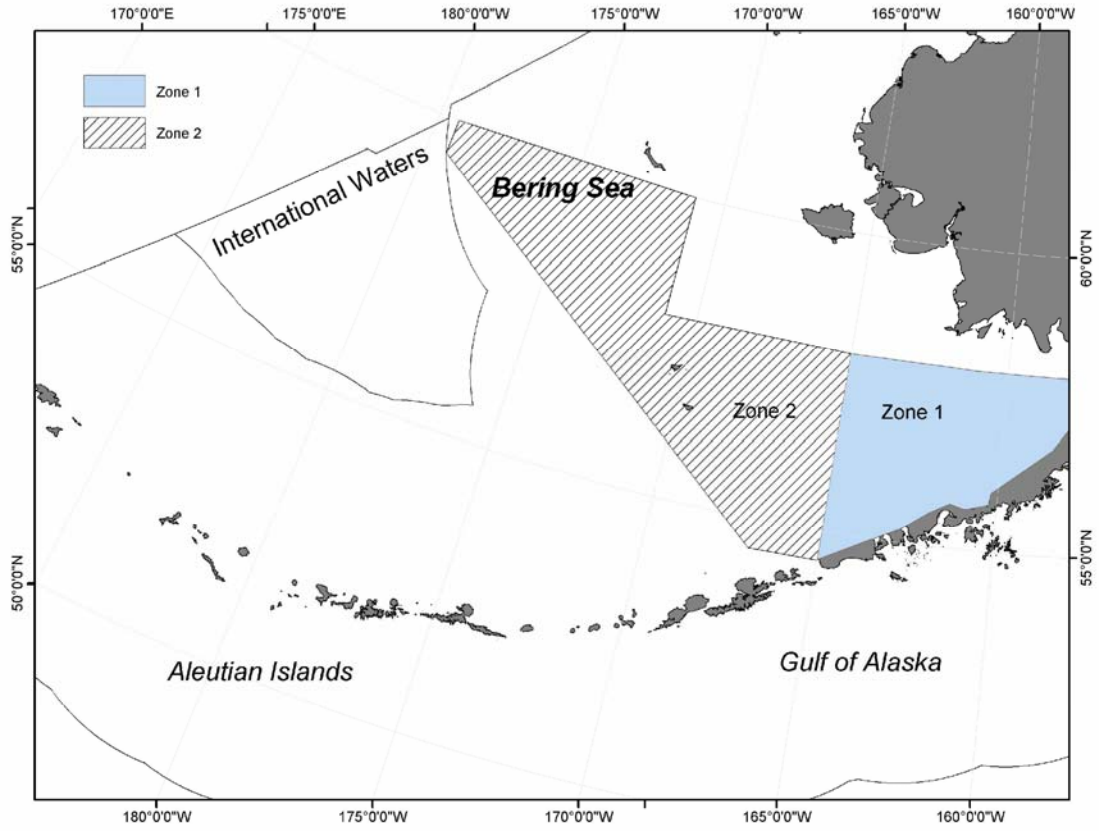 170°0'0"E 175°0'0"E 180°0'0"W 175°0'0"W 170°0'0"W 165°0'0"W 160°0'0"W
Zone 1
Zone 2
International Waters
Bering Sea
55°0'0"N
60°0'0"N
Zone 2
Zone 1
50°0'0"N
55°0'0"N
Aleutian Islands
Gulf of Alaska
180°0'0"W 175°0'0"W 170°0'0"W 165°0'0"W 160°0'0"W